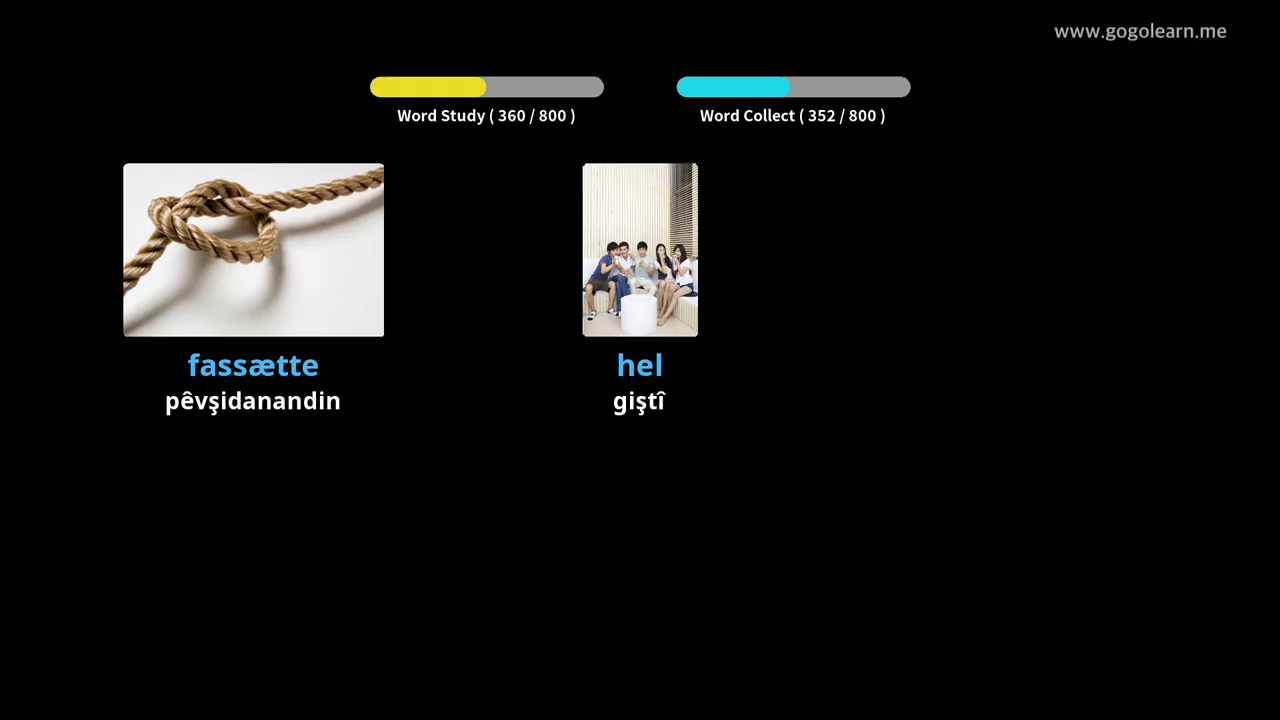 www.gogolearn.me
Word Study ( 360 / 800 )
Word Collect ( 352 / 800 )
fassætte
pêvşidanandin
hel
giştî